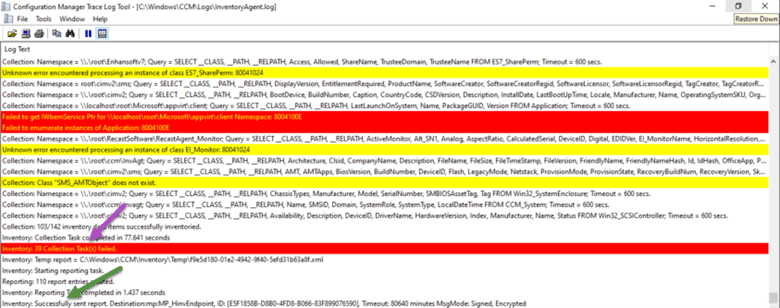 Configuration Manager Trace Log Tool - [C:\Windows\CCM\Logs\InventoryAgent.log]
File Tools Window Help
Restore Down
Log Text
Collection: Namespace = \\.\root\Enhansoftv7; Query = SELECT __CLASS, __PATH, __RELPATH, Access, Allowed, ShareName, TrusteeDomain, TrusteeName FROM ES7_SharePerm; Timeout = 600 secs.
Unknown error encountered processing an instance of class ES7_SharePerm: 80041024
Collection: Namespace = root\cimv2\sms; Query = SELECT __CLASS, __PATH, __RELPATH, DisplayVersion, EntitlementRequired, ProductName, SoftwareCreator, SoftwareCreatorRegid, SoftwareLicensor, SoftwareLicensorRegid, TagCreator, TagCreatorR...
Collection: Namespace = \\.\root\cimv2; Query = SELECT __CLASS, __PATH, __RELPATH, BootDevice, BuildNumber, Caption, CountryCode, CSDVersion, Description, InstallDate, LastBootUpTime, Locale, Manufacturer, Name, OperatingSystemSKU, Org...
Collection: Namespace = \\localhost\root\Microsoft\appvirt\client; Query = SELECT __CLASS, __PATH, __RELPATH, LastLaunchOnSystem, Name, PackageGUID, Version FROM Application; Timeout = 600 secs.
Failed to get IWbemService Ptr for \\localhost\root\Microsoft\appvirt\client Namespace: 8004100E
Failed to enumerate instances of Application: 8004100E
Collection: Namespace = \\.\root\RecastSoftware\RecastAgent_Monitor; Query = SELECT __CLASS, __PATH, __RELPATH, ActiveMonitor, Alt_SN1, Analog, AspectRatio, CalculatedSerial, DeviceID, Digital, EDIDVer, EI_MonitorName, HorizontalResolution,...
Unknown error encountered processing an instance of class EI_Monitor: 80041024
Collection: Namespace = \\.\root\ccm\InvAgt; Query = SELECT __CLASS, __PATH, __RELPATH, Architecture, Clsid, CompanyName, Description, FileName, FileSize, FileTimeStamp, FileVersion, FriendlyName, FriendlyNameHash, Id, IdHash, OfficeApp, P...
Collection: Namespace = \\.\root\cimv2\sms; Query = SELECT __CLASS, __PATH, __RELPATH, AMT, AMTApps, BiosVersion, BuildNumber, DeviceID, Flash, LegacyMode, Netstack, ProvisionMode, ProvisionState, RecoveryBuildNum, RecoveryVersion, Sk...
Collection: Class "SMS_AMTObject" does not exist.
Collection: Namespace = \\.\root\cimv2; Query = SELECT __CLASS, __PATH, __RELPATH, ChassisTypes, Manufacturer, Model, SerialNumber, SMBIOSAssetTag, Tag FROM Win32_SystemEnclosure; Timeout = 600 secs.
Collection: Namespace = \\.\root\ccm\invagt; Query = SELECT __CLASS, __PATH, __RELPATH, Name, SMSID, Domain, SystemRole, SystemType, LocalDateTime FROM CCM_System; Timeout = 600 secs.
Collection: Namespace = \\.\root\cimv2; Query = SELECT __CLASS, __PATH, __RELPATH, Availability, Description, DeviceID, DriverName, HardwareVersion, Index, Manufacturer, Name, Status FROM Win32_SCSIController; Timeout = 600 secs.
Collection: 103/142 inventory data items successfully inventoried.
Inventory: Collection Task completed in 77.641 seconds
Inventory: 39 Collection Task(s) failed.
Inventory: Temp report = C:\Windows\CCM\Inventory\Temp\f9e5d180-01e2-4942-9f40-5efd31b63a8f.xml
Inventory: Starting reporting task.
Reporting: 110 report entries created.
Inventory: Reporting Task completed in 1.437 seconds
Inventory: Successfully sent report. Destination:mp:MP_HinvEndpoint, ID: {E5F1858B-D8B0-4FD8-B066-83F899076590}, Timeout: 80640 minutes MsgMode: Signed, Encrypted